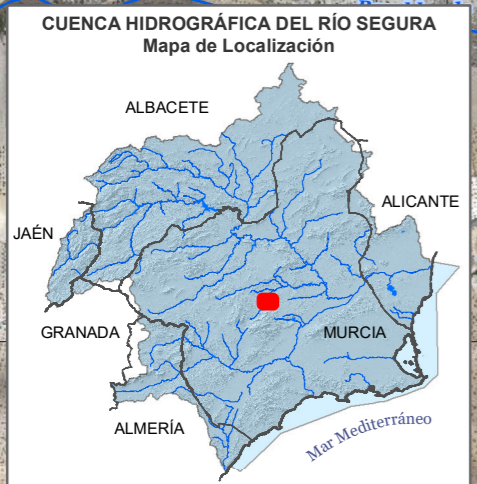 CUENCA HIDROGRÁFICA DEL RÍO SEGURA
Mapa de Localización
ALBACETE
ALICANTE
JAÉN
GRANADA
MURCIA
ALMERÍA
Mar Mediterráneo